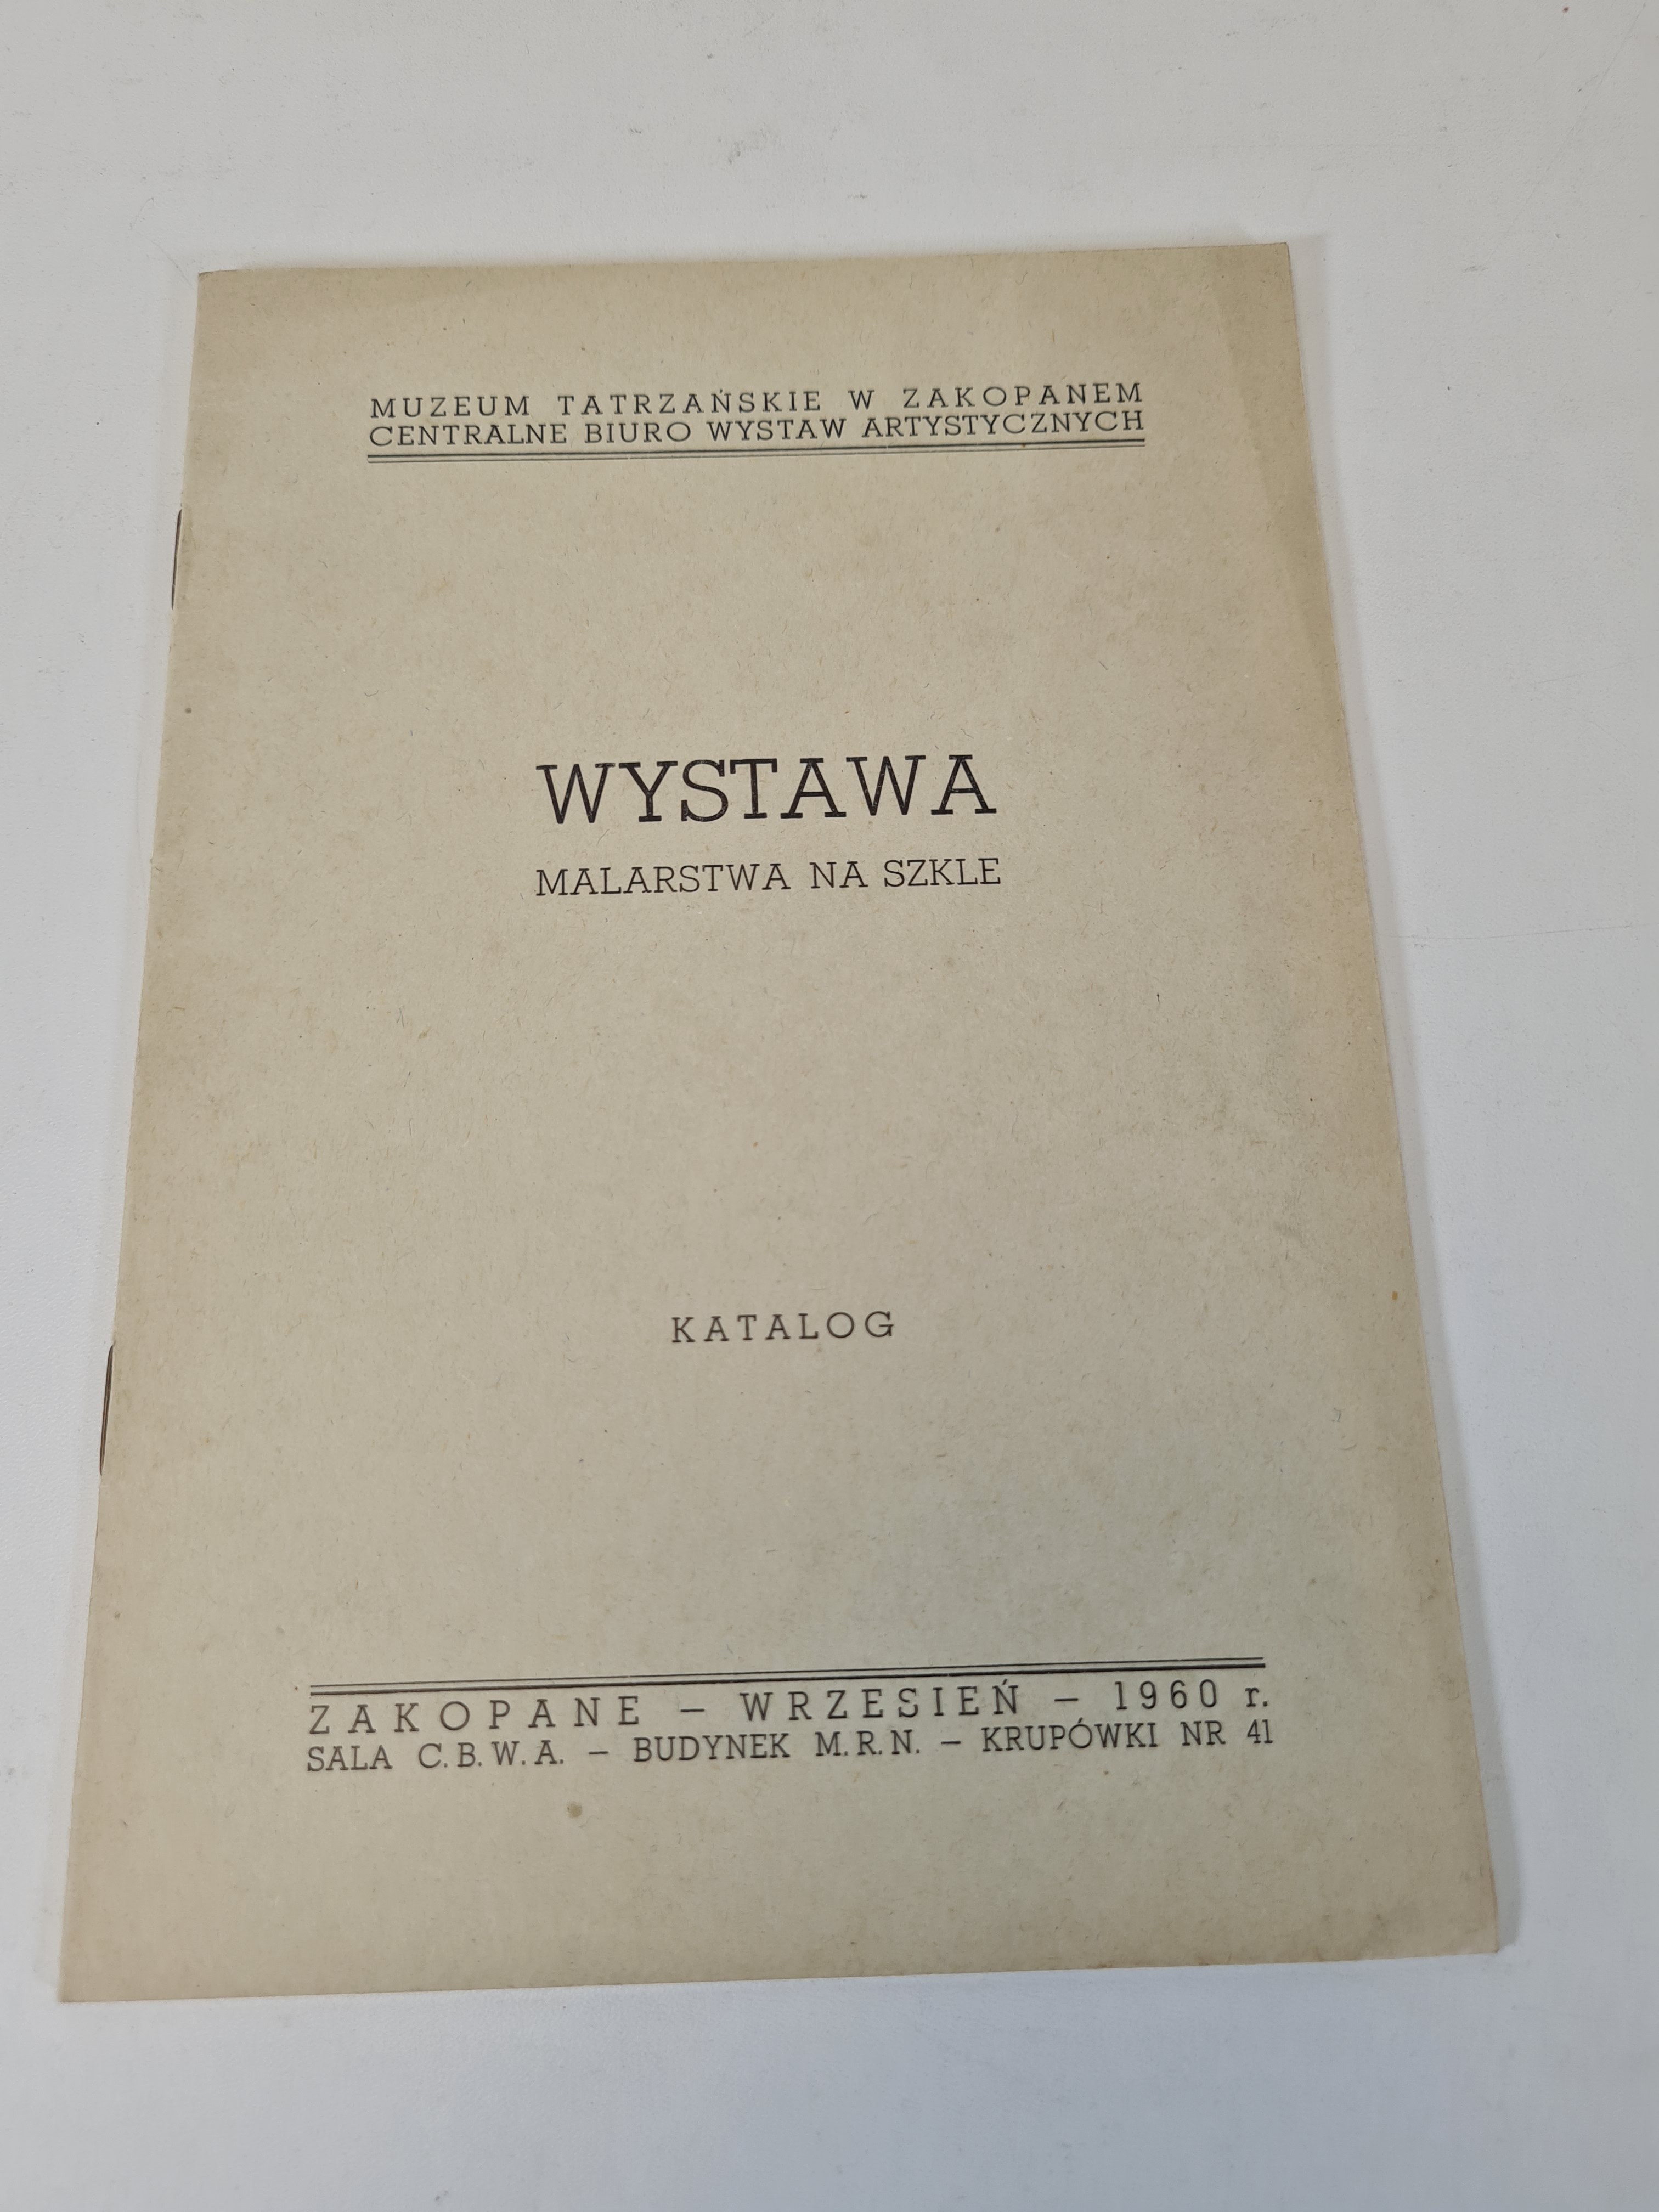 MUZEUM TATRZAŃSKIE W ZAKOPANEM
CENTRALNE BIURO WYSTAW ARTYSTYCZNYCH
WYSTAWA
MALARSTWA NA SZKLE
KATALOG
ZAKOPANE – WRZESIEŃ – 1960 r.
SALA C.B.W.A. – BUDYNEK M.R.N. – KRUPÓWKI NR 41